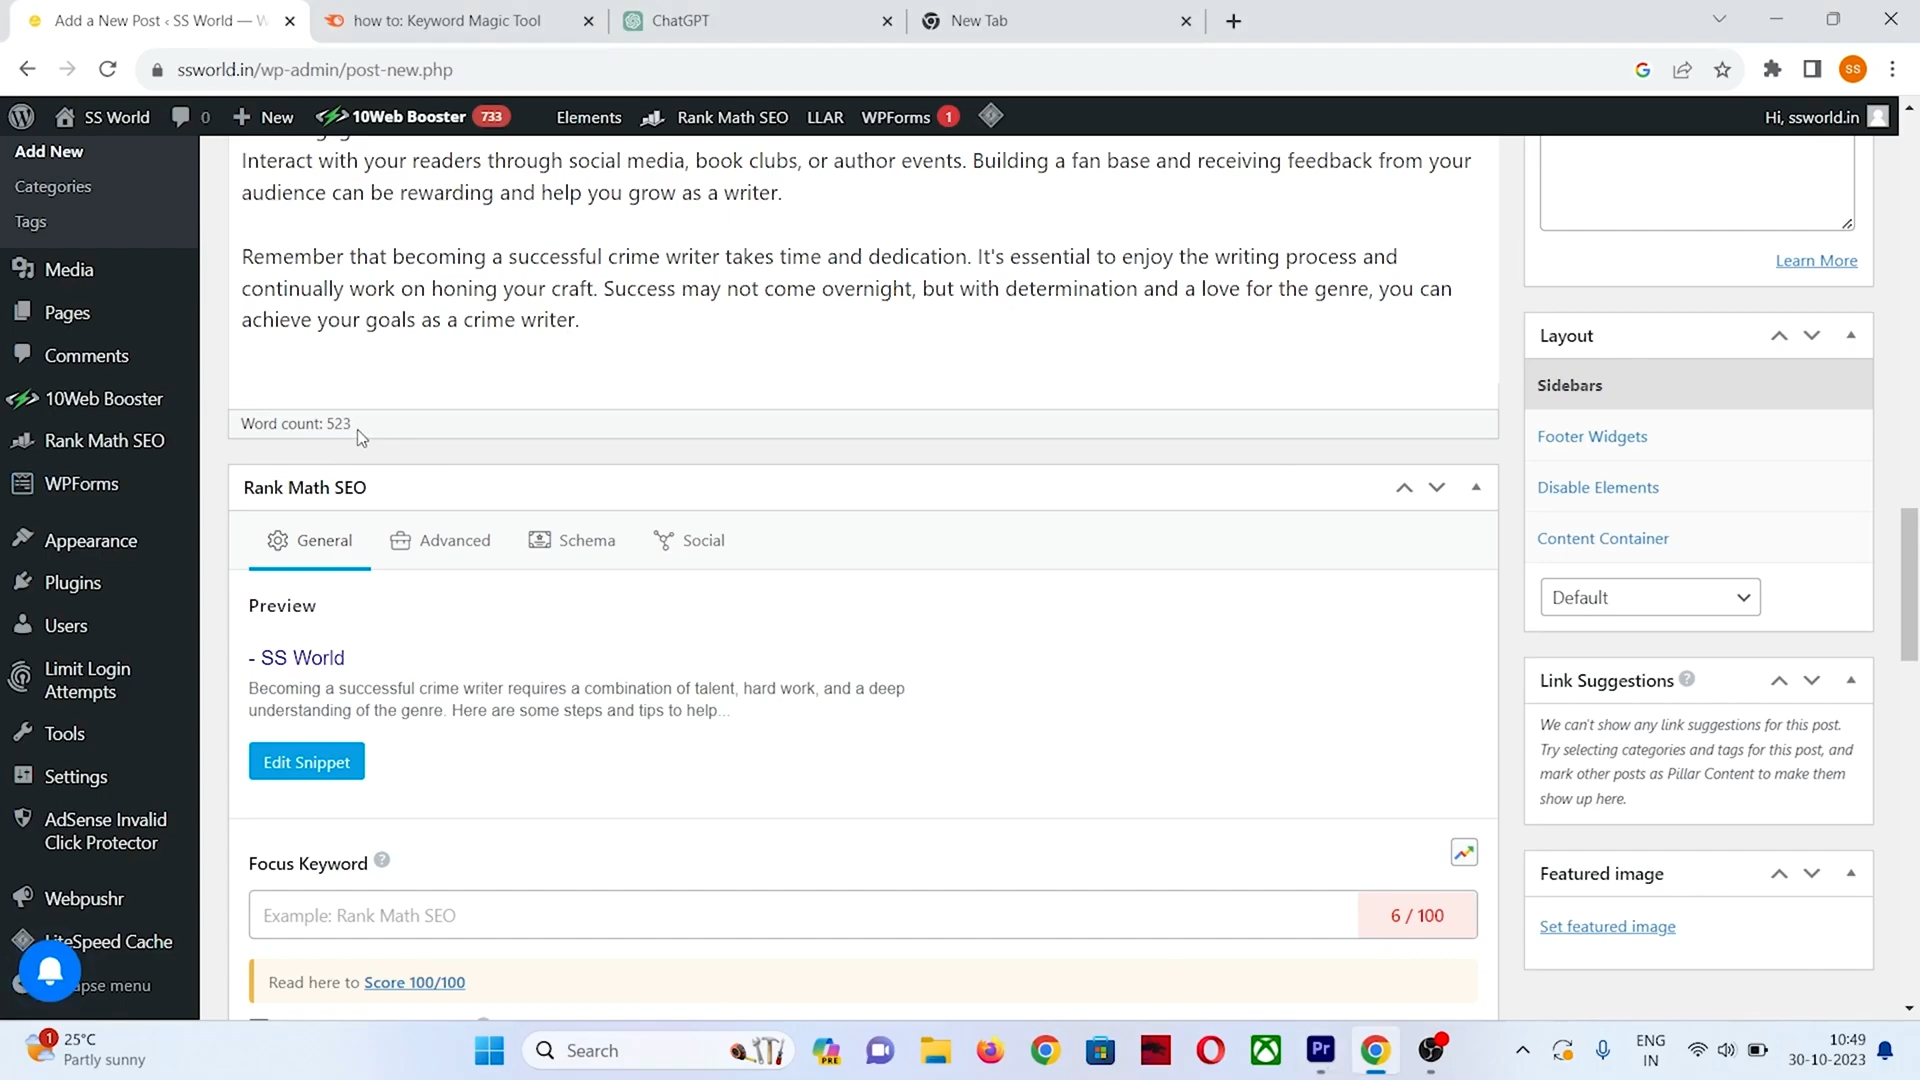 Add a New Post ‹ SS World — W
how to: Keyword Magic Tool
ChatGPT
New Tab
ssworld.in/wp-admin/post-new.php
SS
SS World
0
New
10Web Booster
733
Elements
Rank Math SEO
LLAR
WPForms
1
Hi, ssworld.in
Add New
Categories
Tags
Media
Pages
Comments
10Web Booster
Rank Math SEO
WPForms
Appearance
Plugins
Users
Limit Login
Attempts
Tools
Settings
AdSense Invalid
Click Protector
Webpushr
LiteSpeed Cache
apse menu
Interact with your readers through social media, book clubs, or author events. Building a fan base and receiving feedback from your
audience can be rewarding and help you grow as a writer.
Remember that becoming a successful crime writer takes time and dedication. It's essential to enjoy the writing process and
continually work on honing your craft. Success may not come overnight, but with determination and a love for the genre, you can
achieve your goals as a crime writer.
Word count: 523
Rank Math SEO
General
Advanced
Schema
Social
Preview
- SS World
Becoming a successful crime writer requires a combination of talent, hard work, and a deep
understanding of the genre. Here are some steps and tips to help...
Edit Snippet
Focus Keyword
Example: Rank Math SEO
6 / 100
Read here to Score 100/100
Learn More
Layout
Sidebars
Footer Widgets
Disable Elements
Content Container
Default
Link Suggestions
We can't show any link suggestions for this post.
Try selecting categories and tags for this post, and
mark other posts as Pillar Content to make them
show up here.
Featured image
Set featured image
1
25°C
Partly sunny
Search
PRE
Pr
ENG
IN
10:49
30-10-2023